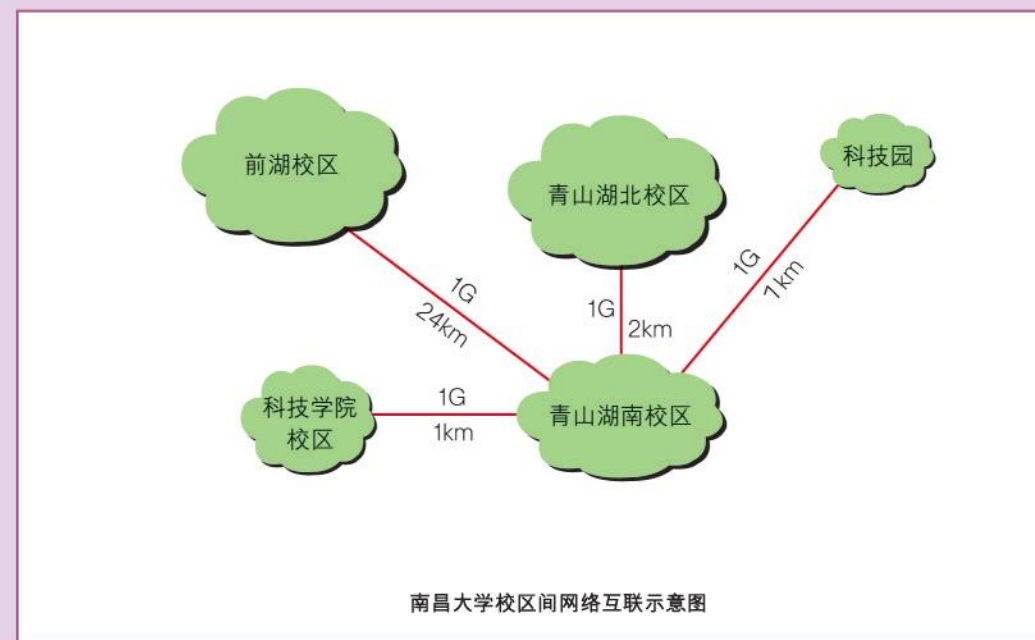 前湖校区
青山湖北校区
科技园
1G
24km
1G
2km
1G
1km
科技学院
校区
1G
1km
青山湖南校区
南昌大学校区间网络互联示意图